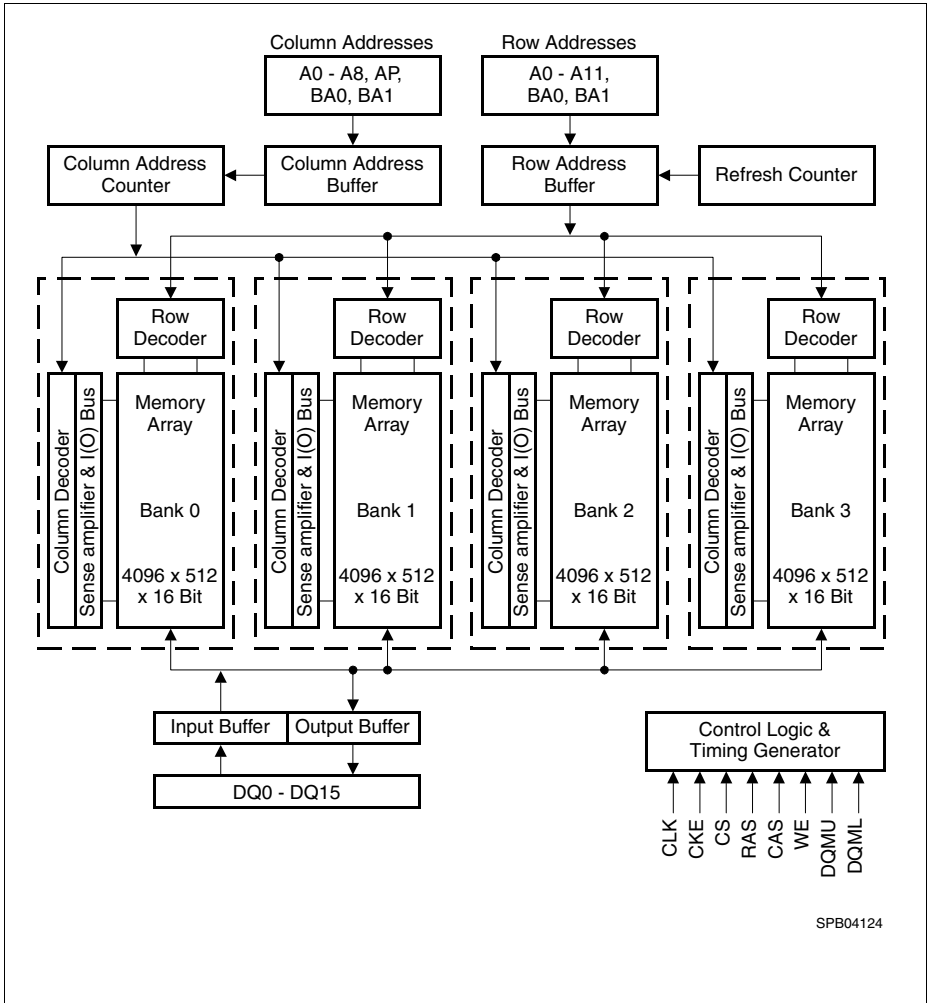 Column Addresses
Row Addresses
A0 - A8, AP,
BA0, BA1
A0 - A11,
BA0, BA1
Column Address
Counter
Column Address
Buffer
Row Address
Buffer
Refresh Counter
Row
Decoder
Column Decoder
Sense amplifier & I(O) Bus
Memory
Array
Bank 0
4096 x 512
x 16 Bit
Row
Decoder
Column Decoder
Sense amplifier & I(O) Bus
Memory
Array
Bank 1
4096 x 512
x 16 Bit
Row
Decoder
Column Decoder
Sense amplifier & I(O) Bus
Memory
Array
Bank 2
4096 x 512
x 16 Bit
Row
Decoder
Column Decoder
Sense amplifier & I(O) Bus
Memory
Array
Bank 3
4096 x 512
x 16 Bit
Input Buffer
Output Buffer
DQ0 - DQ15
Control Logic &
Timing Generator
CLK
CKE
CS
RAS
CAS
WE
DQMU
DQML
SPB04124